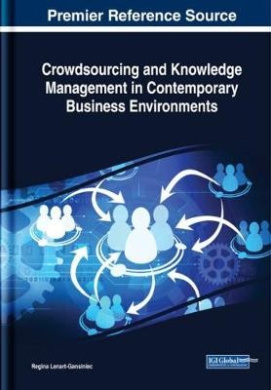 Premier Reference Source
Crowdsourcing and Knowledge
Management in Contemporary
Business Environments
Regina Lenart-Gansiniec
IGI Global